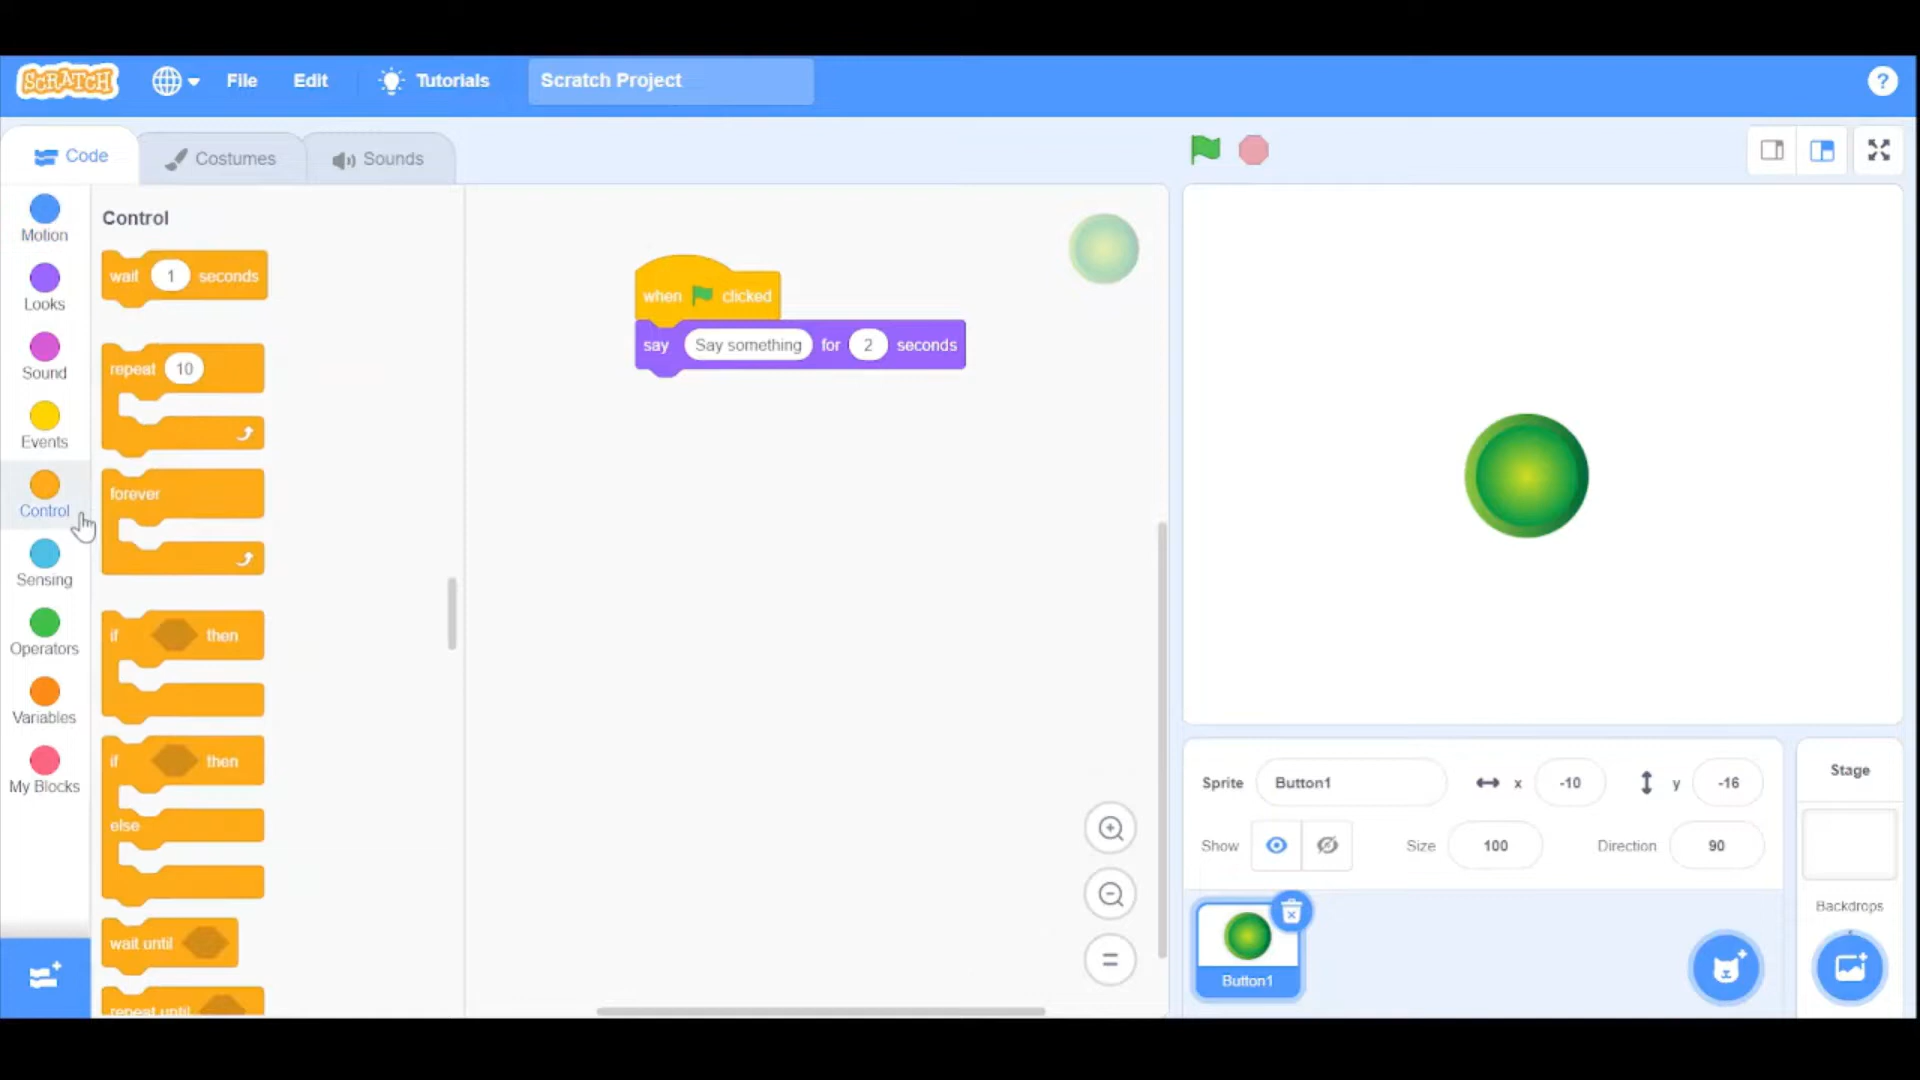 SCRATCH
File
Edit
Tutorials
Scratch Project
?
Code
Costumes
Sounds
Motion
Looks
Sound
Events
Control
Sensing
Operators
Variables
My Blocks
Control
wait 1 seconds
repeat 10
forever
if then
if then
else
wait until
repeat until
when clicked
say Say something for 2 seconds
Sprite Button1 x -10 y -16
Show Size 100 Direction 90
Button1
Stage
Backdrops